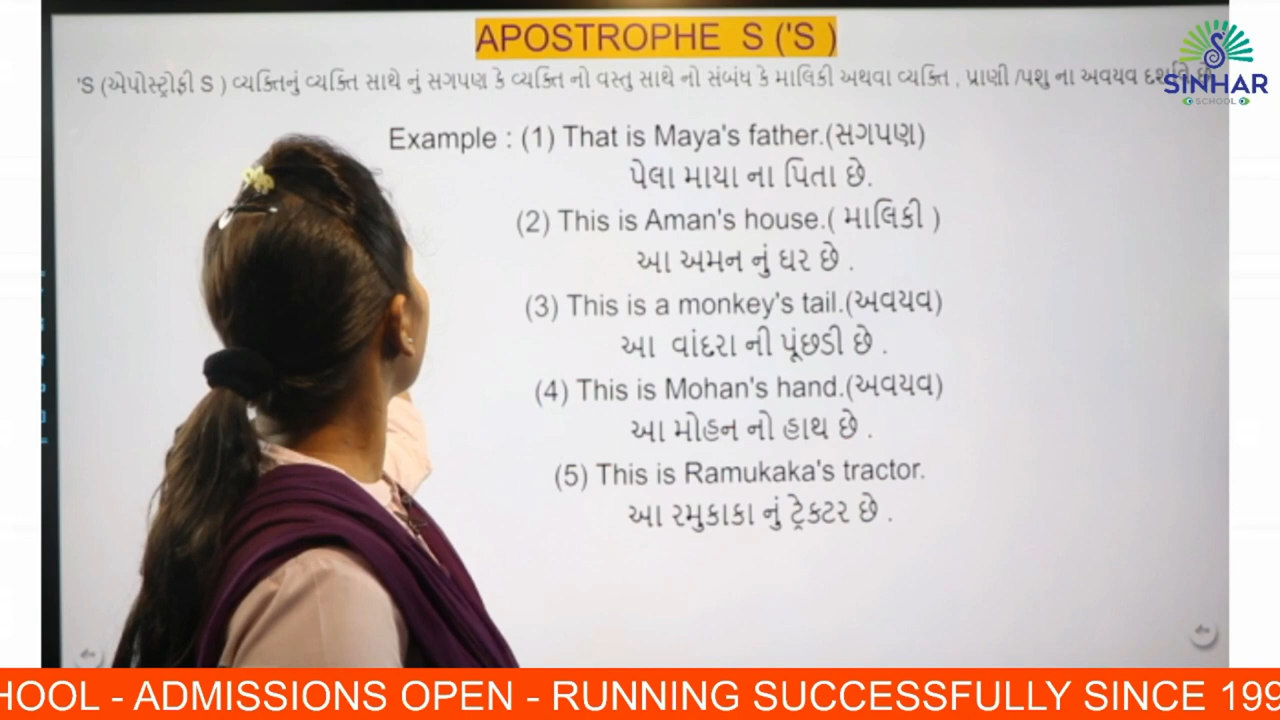 APOSTROPHE S ('S )
'S (એપોસ્ટ્રોફી S ) વ્યક્તિનું વ્યક્તિ સાથે નું સગપણ કે વ્યક્તિ નો વસ્તુ સાથે નો સંબંધ કે માલિકી અથવા વ્યક્તિ , પ્રાણી /પશુ ના અવયવ
SINHAR
SCHOOL
Example : (1) That is Maya's father.(સગપણ)
પેલા માયા ના પિતા છે.
(2) This is Aman's house.( માલિકી )
આ અમન નું ઘર છે .
(3) This is a monkey's tail.(અવયવ)
આ વાંદરા ની પૂંછડી છે .
(4) This is Mohan's hand.(અવયવ)
આ મોહન નો હાથ છે .
(5) This is Ramukaka's tractor.
આ રમુકાકા નું ટ્રેક્ટર છે .
HOOL - ADMISSIONS OPEN - RUNNING SUCCESSFULLY SINCE 199